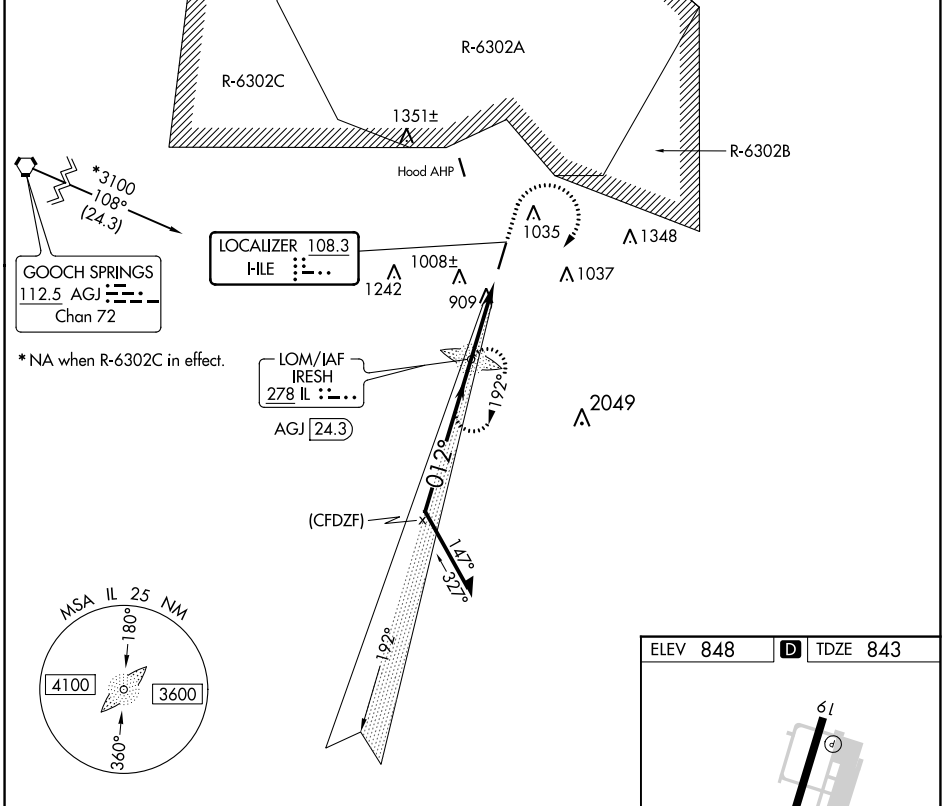 R-6302A
R-6302C
1351±
R-6302B
Hood AHP
*3100
108°
(24.3)
1035
1348
LOCALIZER 108.3
I-ILE
1008±
1242
1037
909
GOOCH SPRINGS
112.5 AGJ
Chan 72
* NA when R-6302C in effect.
LOM/IAF
IRESH
278 IL
192°
2049
AGJ 24.3
012°
(CFDZF)
147°
327°
192°
MSA IL 25 NM
180°
4100
3600
360°
ELEV 848 D TDZE 843
19
P